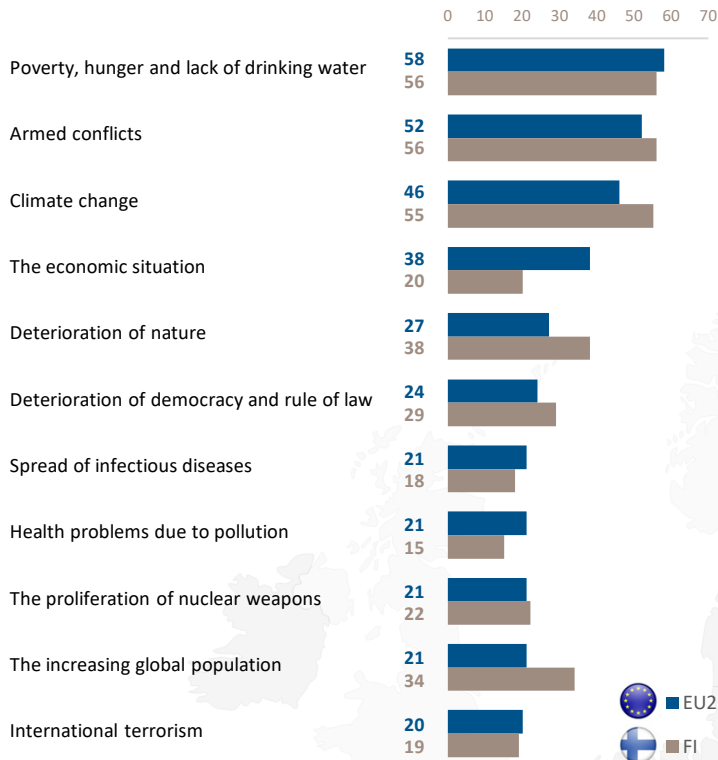 0 10 20 30 40 50 60 70
Poverty, hunger and lack of drinking water 58
56
Armed conflicts 52
56
Climate change 46
55
The economic situation 38
20
Deterioration of nature 27
38
Deterioration of democracy and rule of law 24
29
Spread of infectious diseases 21
18
Health problems due to pollution 21
15
The proliferation of nuclear weapons 21
22
The increasing global population 21
34
International terrorism 20
19
EU2
FI